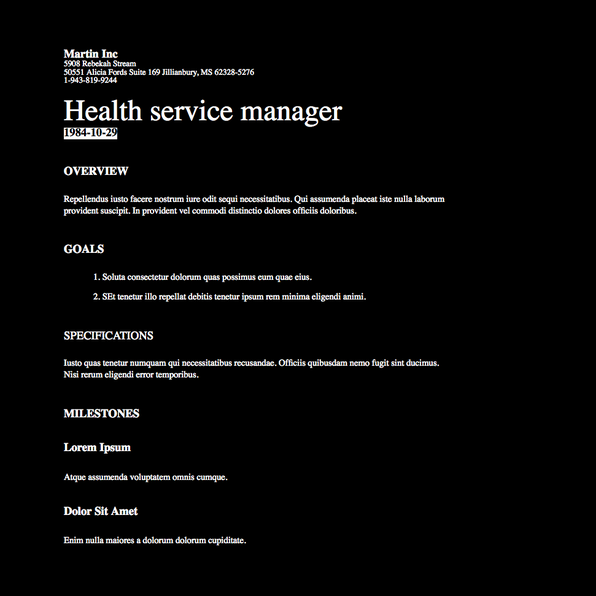 Martin Inc
5908 Rebekah Stream
50551 Alicia Fords Suite 169 Jillianbury, MS 62328-5276
1-943-819-9244
Health service manager
1984-10-29
OVERVIEW
Repellendus iusto facere nostrum iure odit sequi necessitatibus. Qui assumenda placeat iste nulla laborum
provident suscipit. In provident vel commodi distinctio dolores officiis doloribus.
GOALS
1. Soluta consectetur dolorum quas possimus eum quae eius.
2. SEt tenetur illo repellat debitis tenetur ipsum rem minima eligendi animi.
SPECIFICATIONS
Iusto quas tenetur numquam qui necessitatibus recusandae. Officiis quibusdam nemo fugit sint ducimus.
Nisi rerum eligendi error temporibus.
MILESTONES
Lorem Ipsum
Atque assumenda voluptatem omnis cumque.
Dolor Sit Amet
Enim nulla maiores a dolorum dolorum cupiditate.